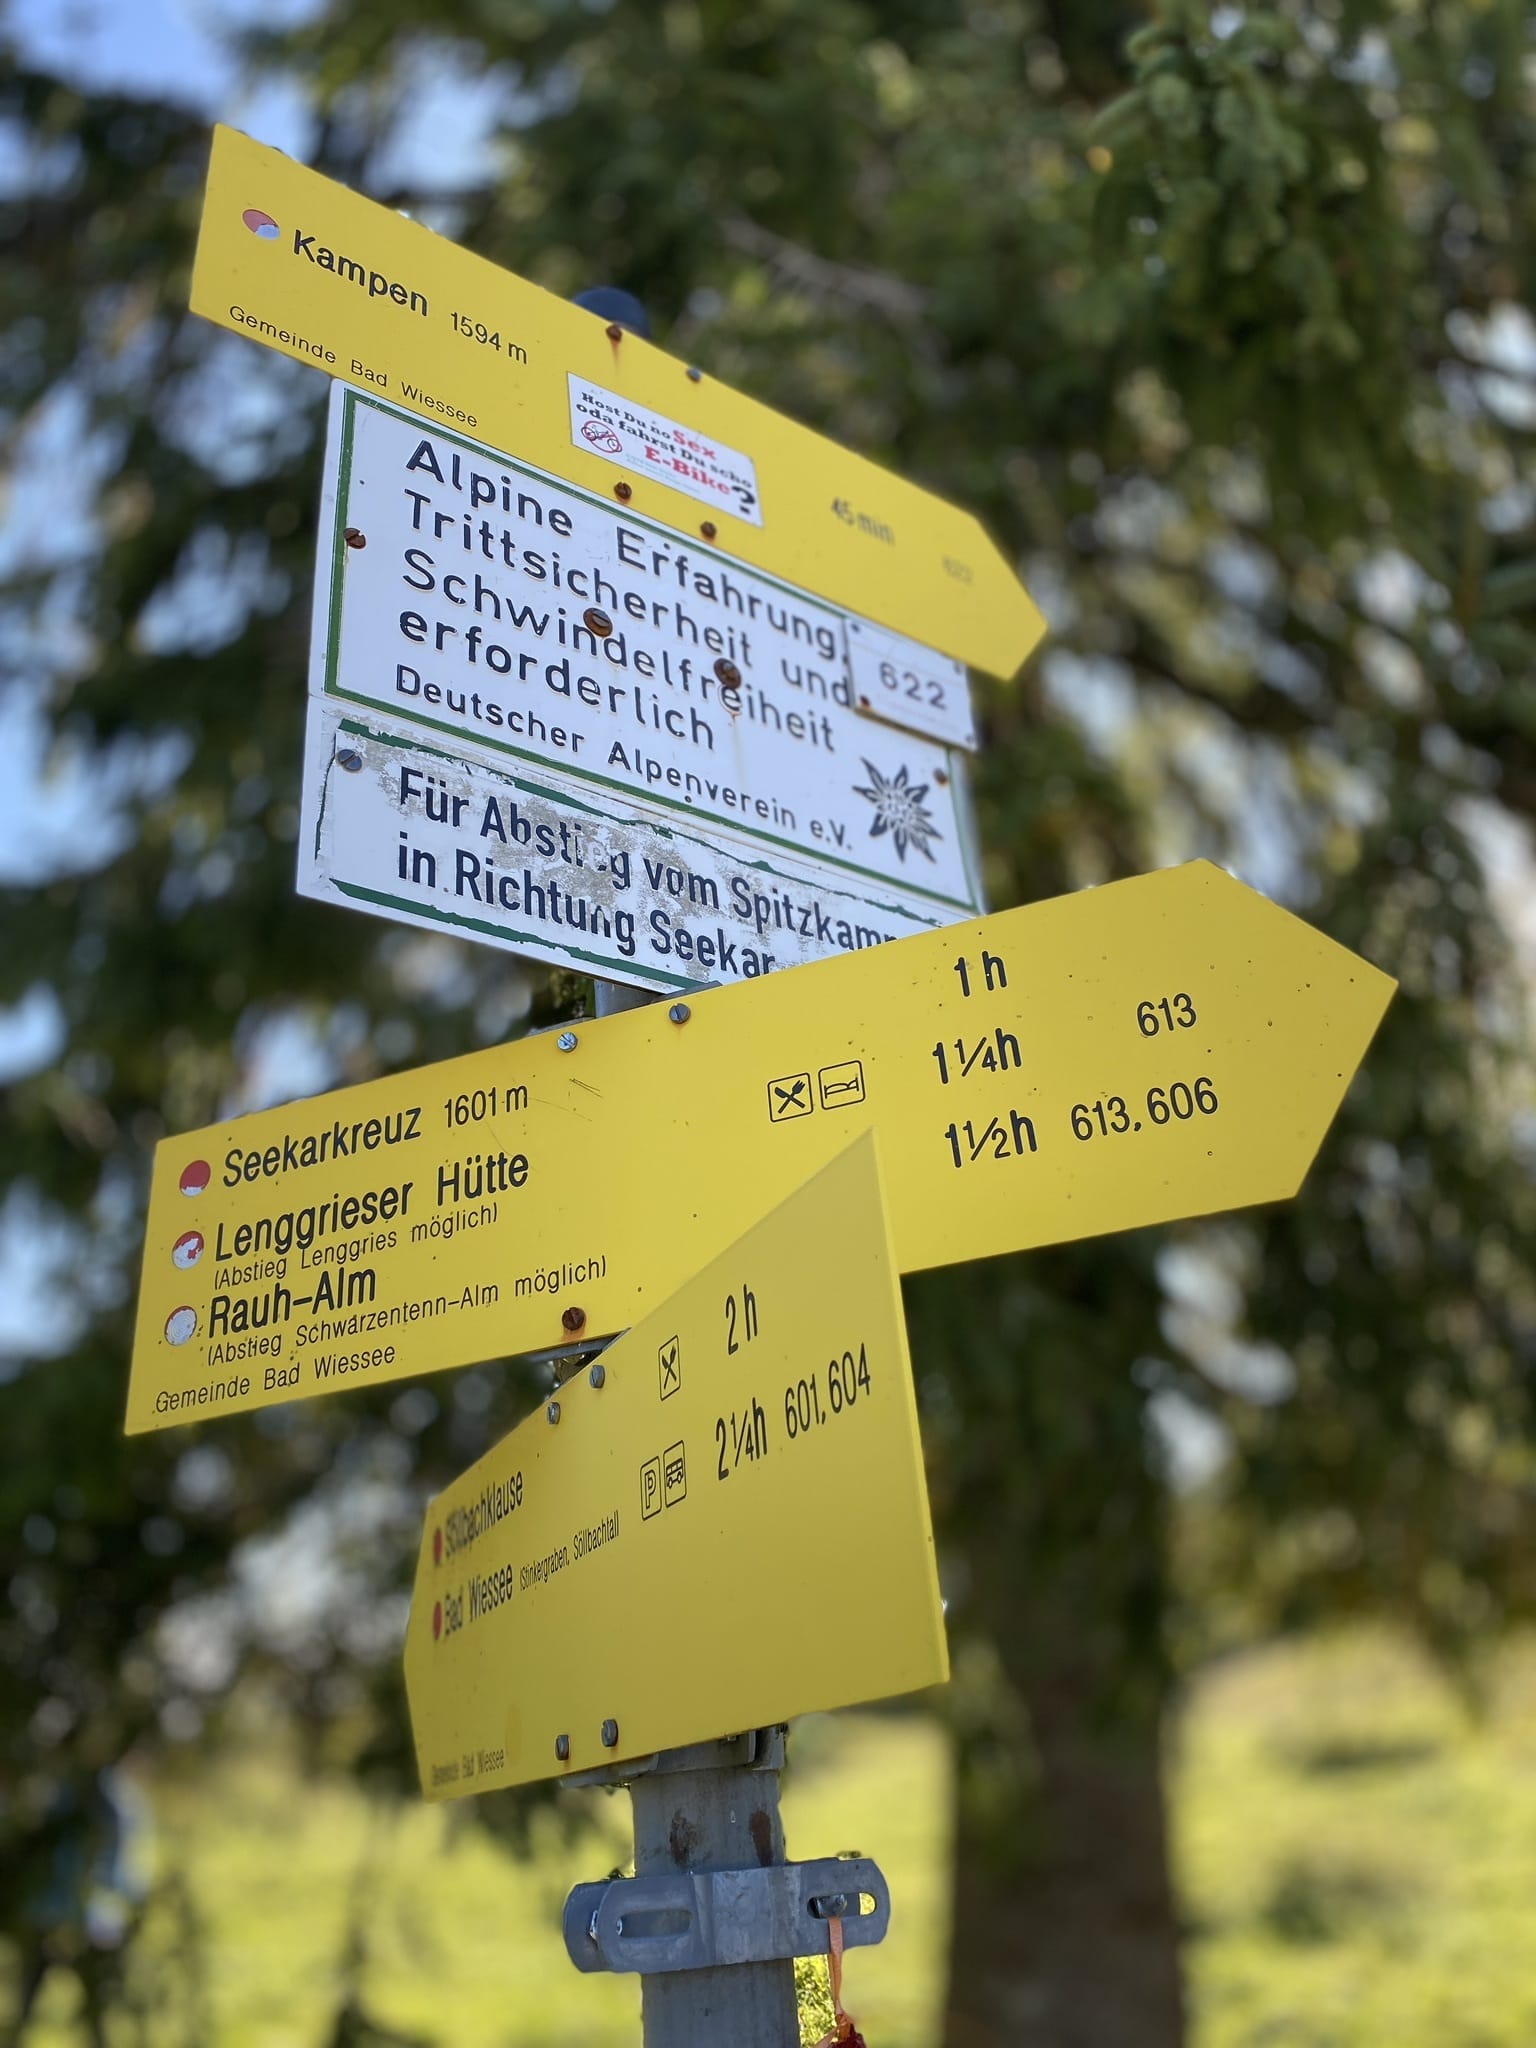 Kampen 1594 m
45 min
Gemeinde Bad Wiessee
622
Host Du no Sex
oda fahrst Du scho
E-Bike?
Alpine Erfahrung,
Trittsicherheit und
Schwindelfreiheit
erforderlich
Deutscher Alpenverein e.V.
622
Für Abstieg vom Spitzkamp
in Richtung Seekar
Seekarkreuz 1601 m 1 h
Lenggrieser Hütte 1¼h 613
(Abstieg Lenggries möglich)
Rauh-Alm 1½h 613, 606
(Abstieg Schwarzentenn-Alm möglich)
Gemeinde Bad Wiessee
Söllbachklause 2 h
Bad Wiessee (Stinkergraben, Söllbachtal) P 2¼h 601, 604
Gemeinde Bad Wiessee